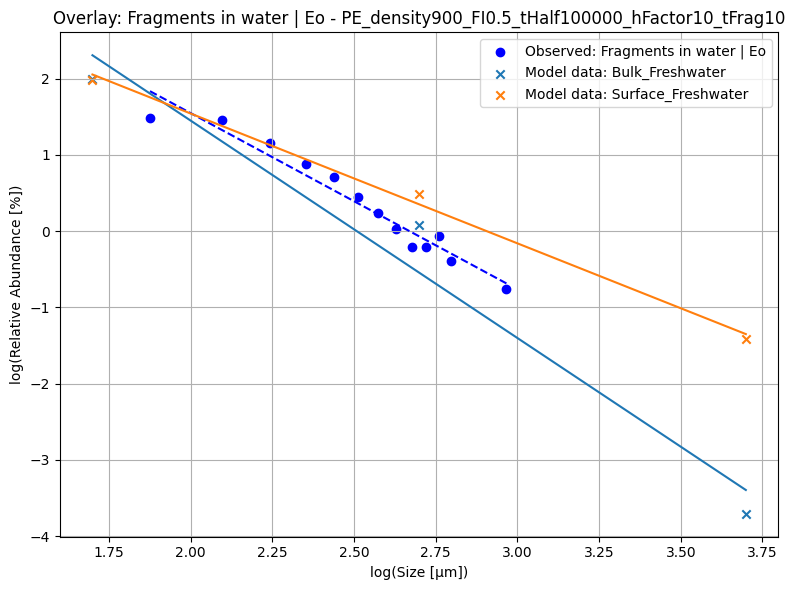 Overlay: Fragments in water | Eo - PE_density900_FI0.5_tHalf100000_hFactor10_tFrag10
Observed: Fragments in water | Eo
Model data: Bulk_Freshwater
Model data: Surface_Freshwater
log(Relative Abundance [%])
2
1
0
−1
−2
−3
−4
1.75 2.00 2.25 2.50 2.75 3.00 3.25 3.50 3.75
log(Size [μm])